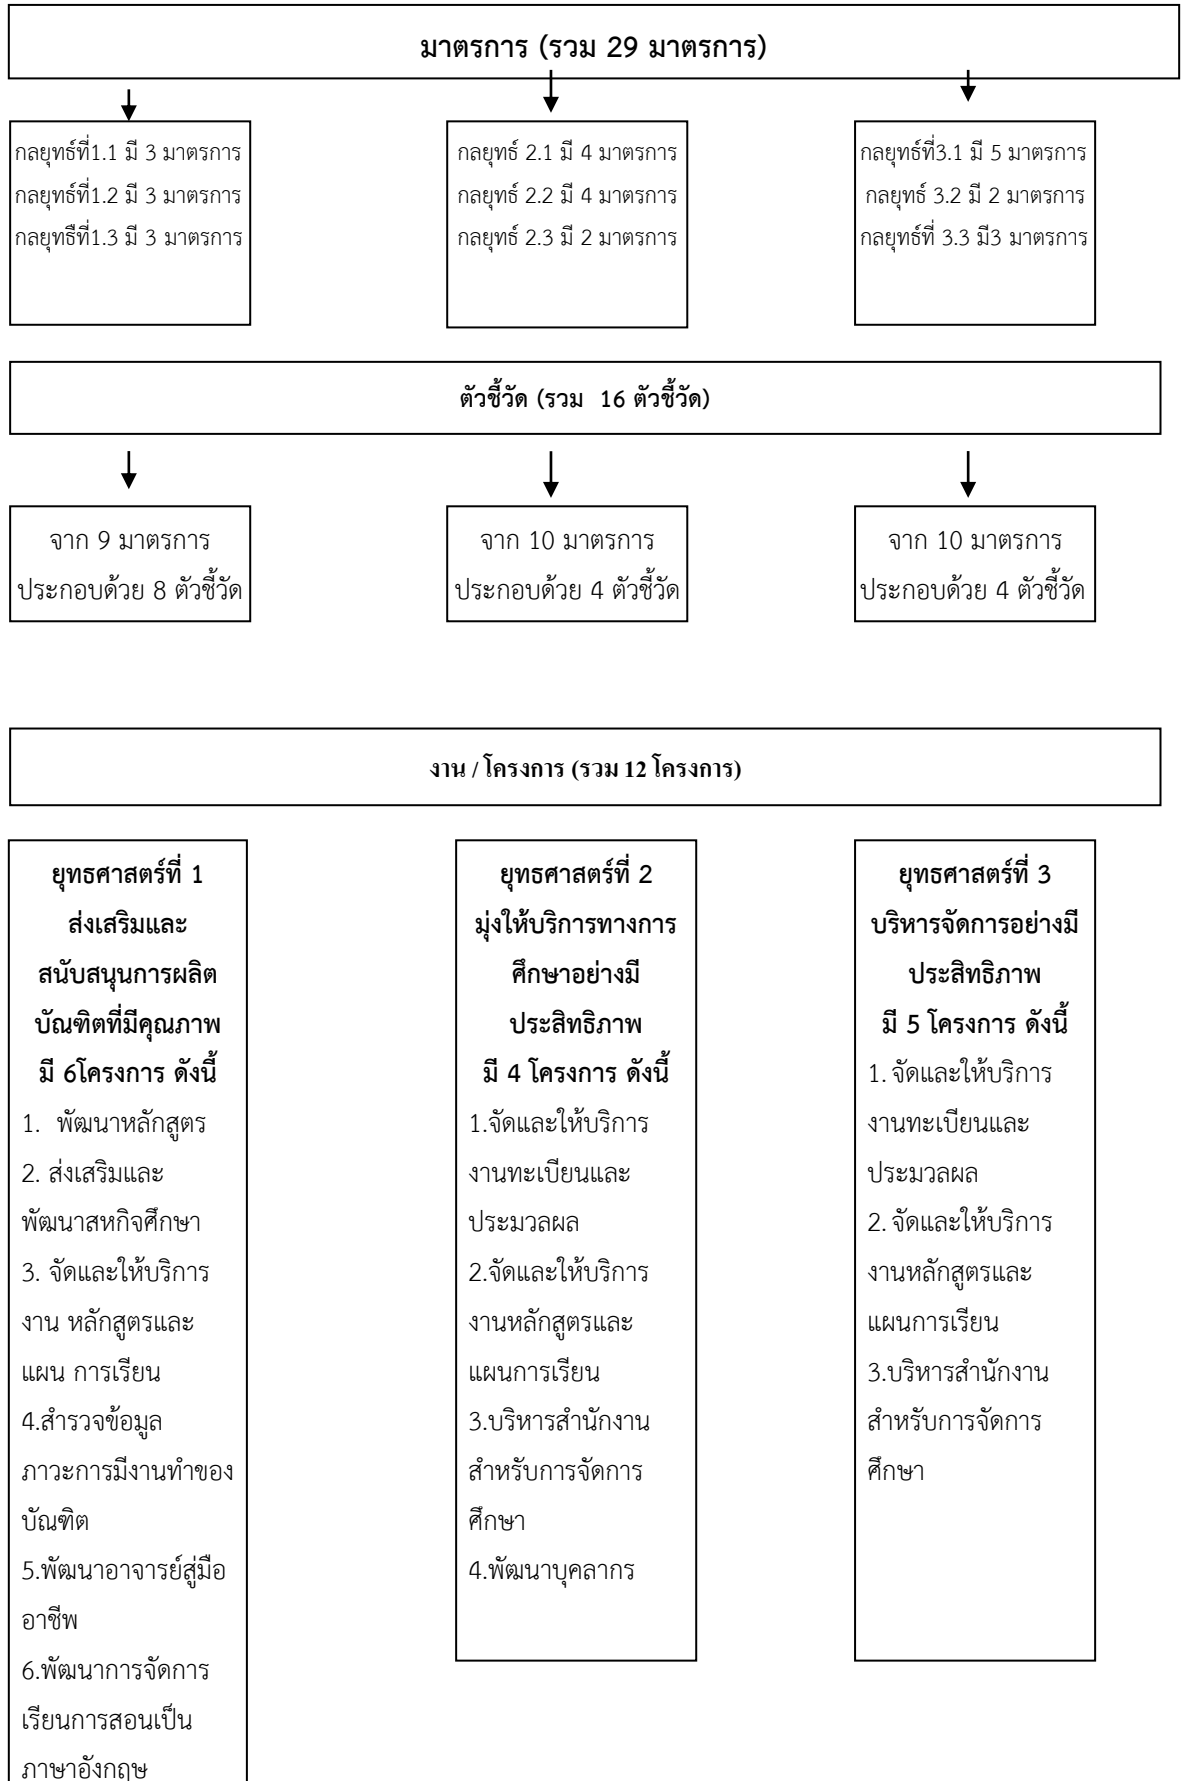 มาตรการ (รวม 29 มาตรการ)
กลยุทธ์ที่1.1 มี 3 มาตรการ
กลยุทธ์ที่1.2 มี 3 มาตรการ
กลยุทธืที่1.3 มี 3 มาตรการ
กลยุทธ์ 2.1 มี 4 มาตรการ
กลยุทธ์ 2.2 มี 4 มาตรการ
กลยุทธ์ 2.3 มี 2 มาตรการ
กลยุทธ์ที่3.1 มี 5 มาตรการ
กลยุทธ์ 3.2 มี 2 มาตรการ
กลยุทธ์ที่ 3.3 มี3 มาตรการ
ตัวชี้วัด (รวม 16 ตัวชี้วัด)
จาก 9 มาตรการ
ประกอบด้วย 8 ตัวชี้วัด
จาก 10 มาตรการ
ประกอบด้วย 4 ตัวชี้วัด
จาก 10 มาตรการ
ประกอบด้วย 4 ตัวชี้วัด
งาน / โครงการ (รวม 12 โครงการ)
ยุทธศาสตร์ที่ 1
ส่งเสริมและ
สนับสนุนการผลิต
บัณฑิตที่มีคุณภาพ
มี 6โครงการ ดังนี้
1. พัฒนาหลักสูตร
2. ส่งเสริมและ
พัฒนาสหกิจศึกษา
3. จัดและให้บริการ
งาน หลักสูตรและ
แผน การเรียน
4.สำรวจข้อมูล
ภาวะการมีงานทำของ
บัณฑิต
5.พัฒนาอาจารย์สู่มือ
อาชีพ
6.พัฒนาการจัดการ
เรียนการสอนเป็น
ภาษาอังกฤษ
ยุทธศาสตร์ที่ 2
มุ่งให้บริการทางการ
ศึกษาอย่างมี
ประสิทธิภาพ
มี 4 โครงการ ดังนี้
1.จัดและให้บริการ
งานทะเบียนและ
ประมวลผล
2.จัดและให้บริการ
งานหลักสูตรและ
แผนการเรียน
3.บริหารสำนักงาน
สำหรับการจัดการ
ศึกษา
4.พัฒนาบุคลากร
ยุทธศาสตร์ที่ 3
บริหารจัดการอย่างมี
ประสิทธิภาพ
มี 5 โครงการ ดังนี้
1. จัดและให้บริการ
งานทะเบียนและ
ประมวลผล
2. จัดและให้บริการ
งานหลักสูตรและ
แผนการเรียน
3.บริหารสำนักงาน
สำหรับการจัดการ
ศึกษา